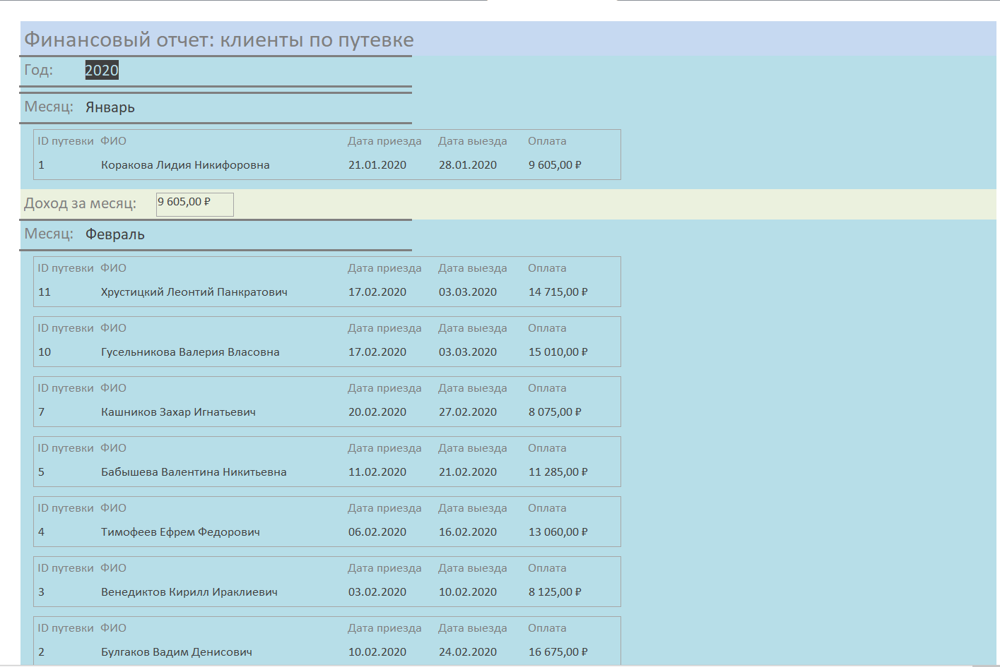 Финансовый отчет: клиенты по путевке
Год: 2020
Месяц: Январь
ID путевки ФИО Дата приезда Дата выезда Оплата
1 Коракова Лидия Никифоровна 21.01.2020 28.01.2020 9 605,00 ₽
Доход за месяц: 9 605,00 ₽
Месяц: Февраль
ID путевки ФИО Дата приезда Дата выезда Оплата
11 Хрустицкий Леонтий Панкратович 17.02.2020 03.03.2020 14 715,00 ₽
ID путевки ФИО Дата приезда Дата выезда Оплата
10 Гусельникова Валерия Власовна 17.02.2020 03.03.2020 15 010,00 ₽
ID путевки ФИО Дата приезда Дата выезда Оплата
7 Кашников Захар Игнатьевич 20.02.2020 27.02.2020 8 075,00 ₽
ID путевки ФИО Дата приезда Дата выезда Оплата
5 Бабышева Валентина Никитьевна 11.02.2020 21.02.2020 11 285,00 ₽
ID путевки ФИО Дата приезда Дата выезда Оплата
4 Тимофеев Ефрем Федорович 06.02.2020 16.02.2020 13 060,00 ₽
ID путевки ФИО Дата приезда Дата выезда Оплата
3 Венедиктов Кирилл Ираклиевич 03.02.2020 10.02.2020 8 125,00 ₽
ID путевки ФИО Дата приезда Дата выезда Оплата
2 Булгаков Вадим Денисович 10.02.2020 24.02.2020 16 675,00 ₽